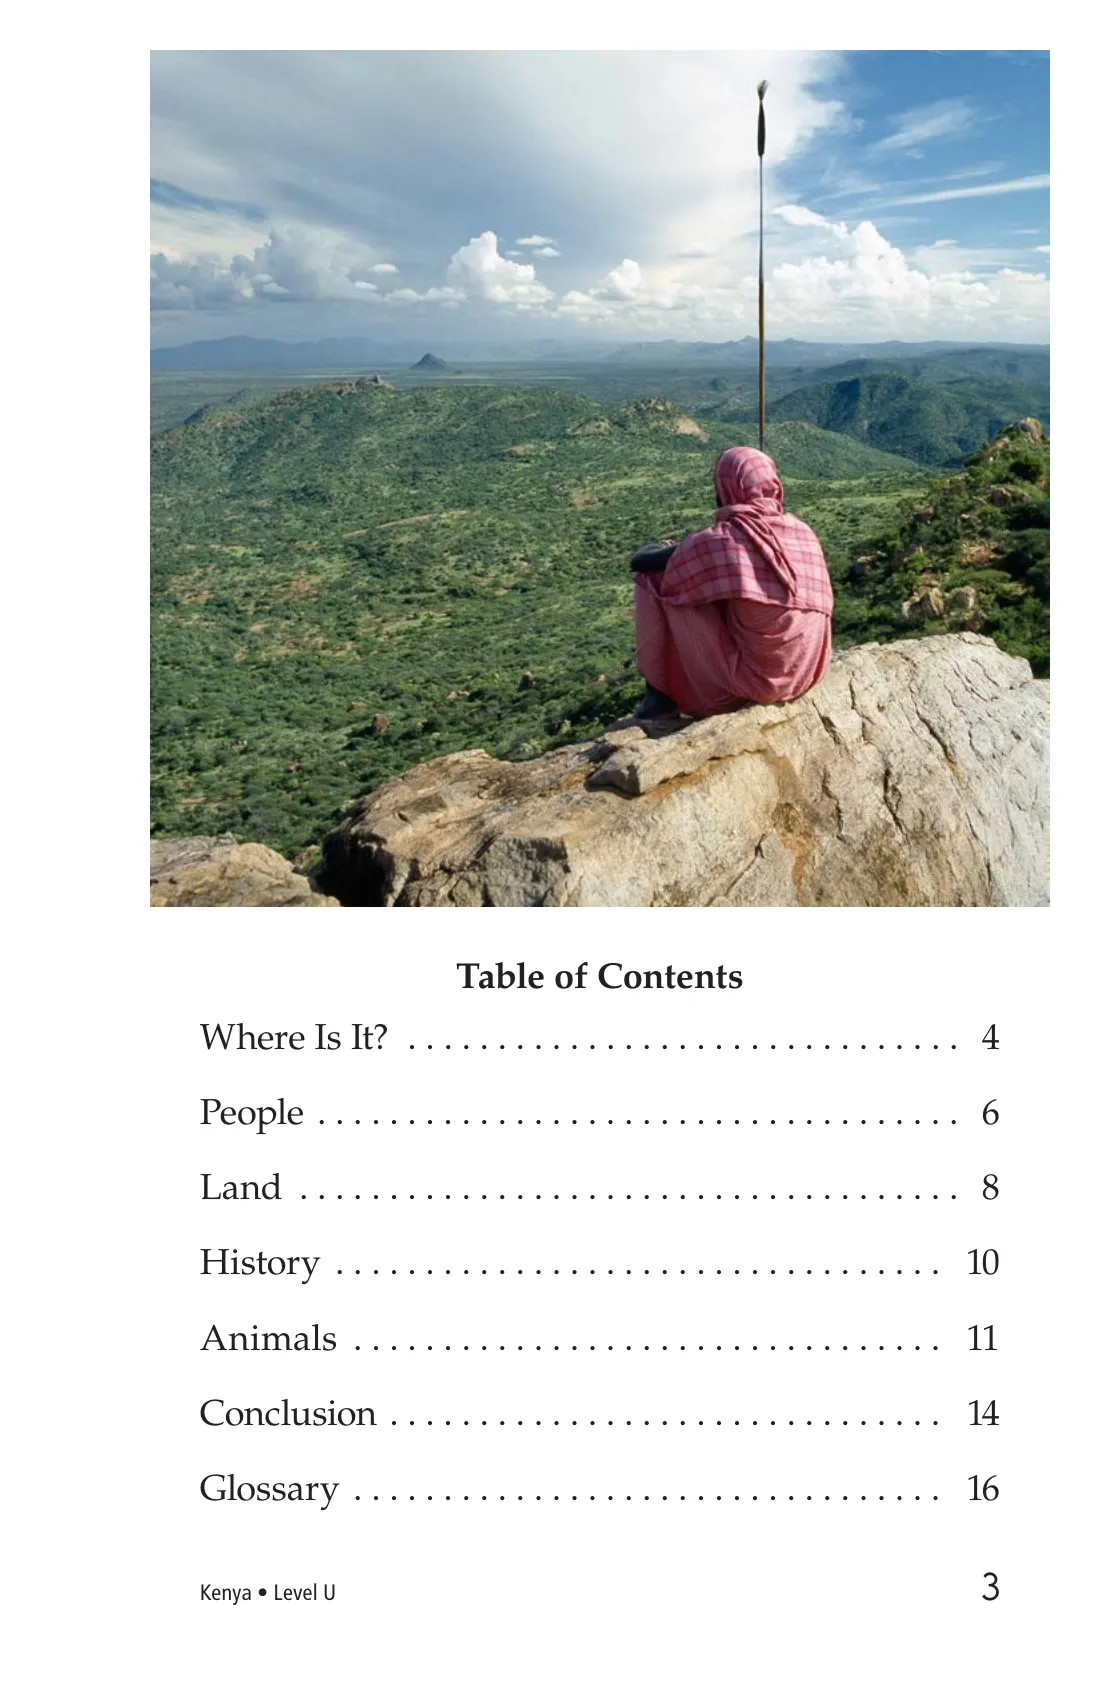 Table of Contents
Where Is It? . . . . . . . . . . . . . . . . . . . . . . . . . . . . . . . 4
People . . . . . . . . . . . . . . . . . . . . . . . . . . . . . . . . . . . . 6
Land . . . . . . . . . . . . . . . . . . . . . . . . . . . . . . . . . . . . . 8
History . . . . . . . . . . . . . . . . . . . . . . . . . . . . . . . . . . 10
Animals . . . . . . . . . . . . . . . . . . . . . . . . . . . . . . . . . 11
Conclusion . . . . . . . . . . . . . . . . . . . . . . . . . . . . . . . 14
Glossary . . . . . . . . . . . . . . . . . . . . . . . . . . . . . . . . . 16
Kenya • Level U 3